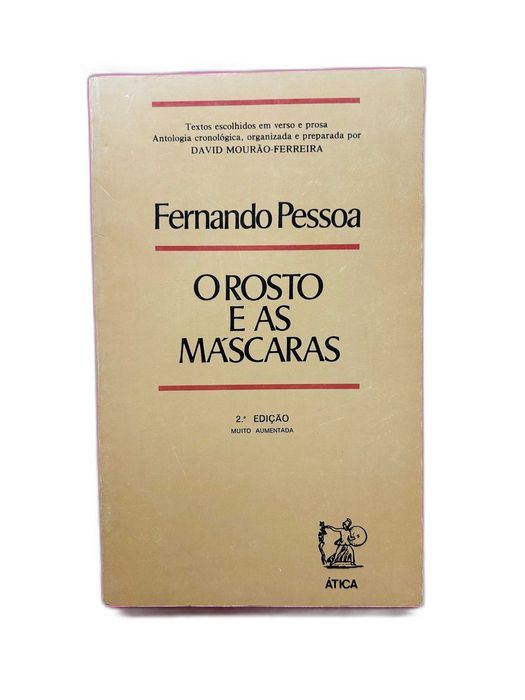 Textos escolhidos em verso e prosa
Antologia cronológica, organizada e preparada por
DAVID MOURÃO-FERREIRA
Fernando Pessoa
O ROSTO
E AS
MÁSCARAS
2.ª EDIÇÃO
MUITO AUMENTADA
ÁTICA